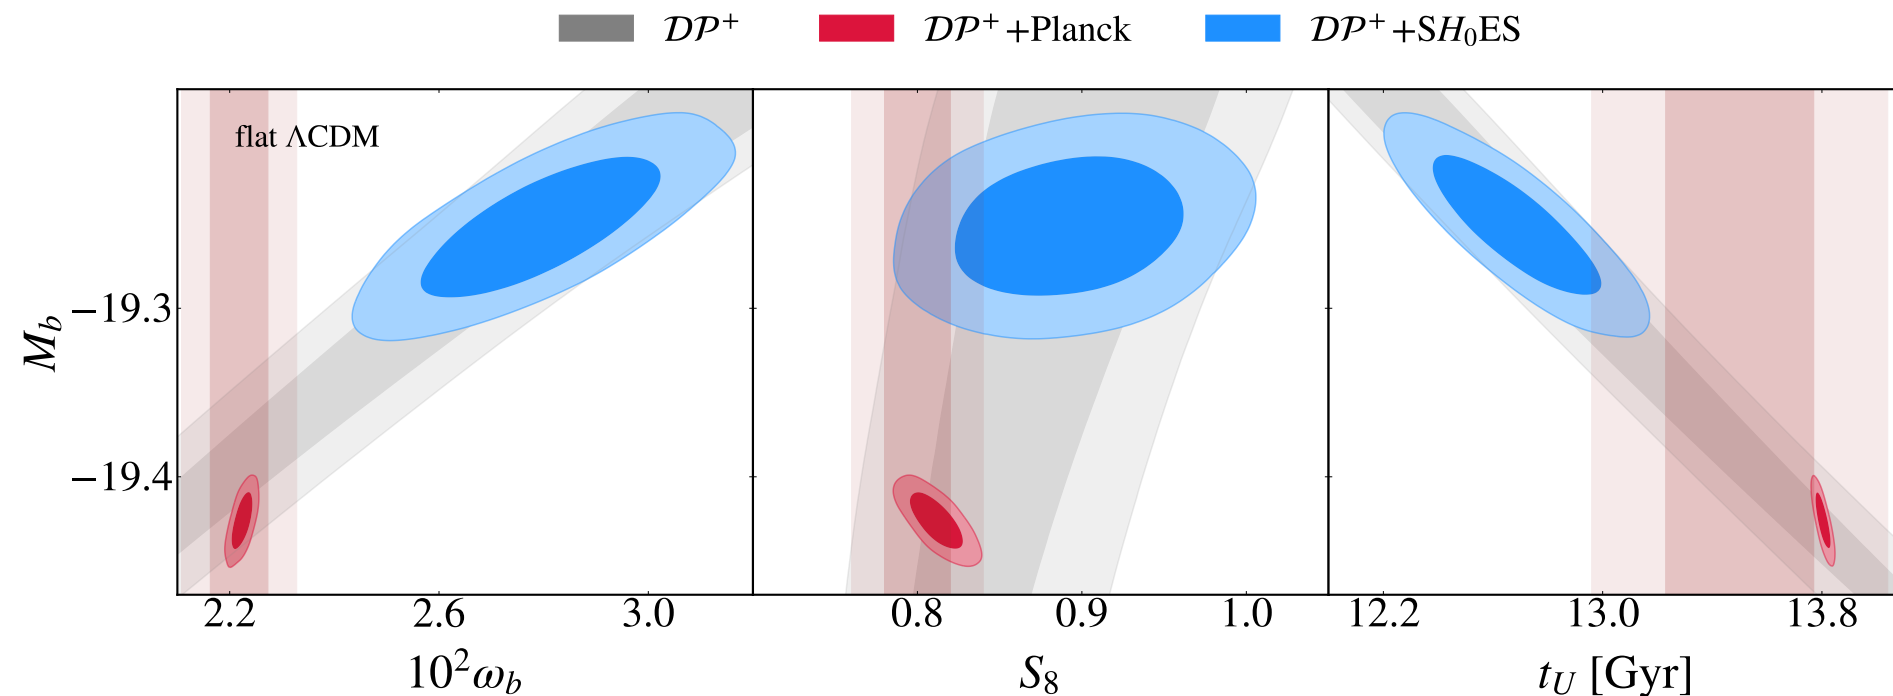 𝒟𝒫⁺ 𝒟𝒫⁺+Planck 𝒟𝒫⁺+SH₀ES
flat ΛCDM
M_b
−19.3
−19.4
2.2 2.6 3.0 0.8 0.9 1.0 12.2 13.0 13.8
10²ω_b S₈ t_U [Gyr]